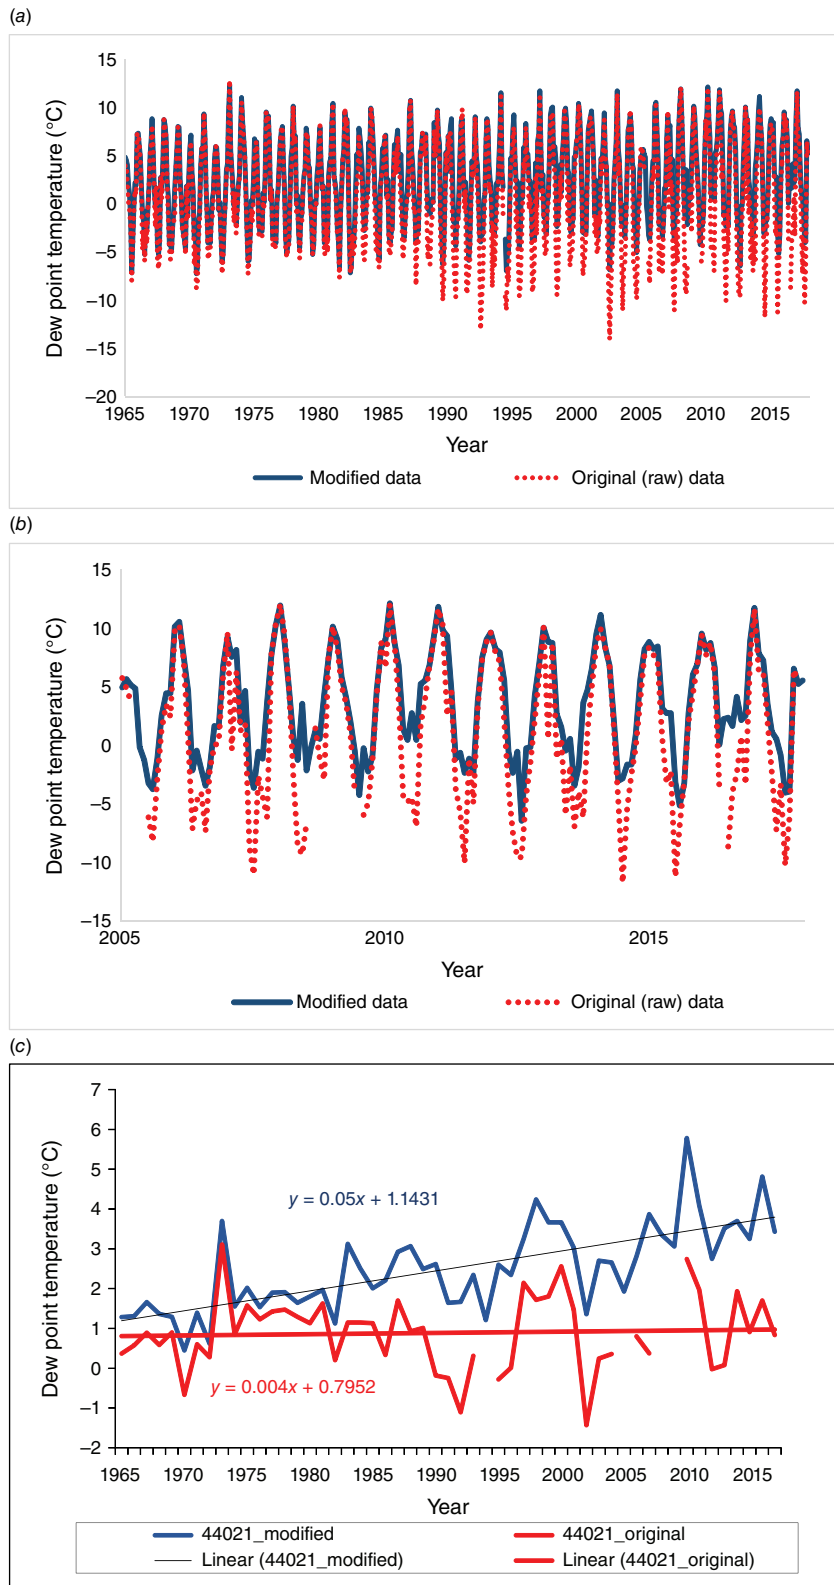 (a)
15
10
5
0
–5
–10
–15
–20
Dew point temperature (°C)
1965 1970 1975 1980 1985 1990 1995 2000 2005 2010 2015
Year
Modified data Original (raw) data
(b)
15
10
5
0
–5
–10
–15
Dew point temperature (°C)
2005 2010 2015
Year
Modified data Original (raw) data
(c)
7
6
5
4
3
2
1
0
–1
–2
Dew point temperature (°C)
y = 0.05x + 1.1431
y = 0.004x + 0.7952
1965 1970 1975 1980 1985 1990 1995 2000 2005 2010 2015
Year
44021_modified 44021_original
Linear (44021_modified) Linear (44021_original)